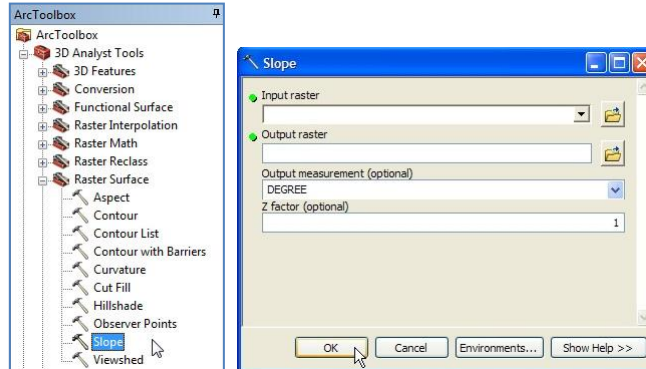 ArcToolbox
ArcToolbox
3D Analyst Tools
3D Features
Conversion
Functional Surface
Raster Interpolation
Raster Math
Raster Reclass
Raster Surface
Aspect
Contour
Contour List
Contour with Barriers
Curvature
Cut Fill
Hillshade
Observer Points
Slope
Viewshed
Slope
Input raster
Output raster
Output measurement (optional)
DEGREE
Z factor (optional)
1
OK
Cancel
Environments...
Show Help >>